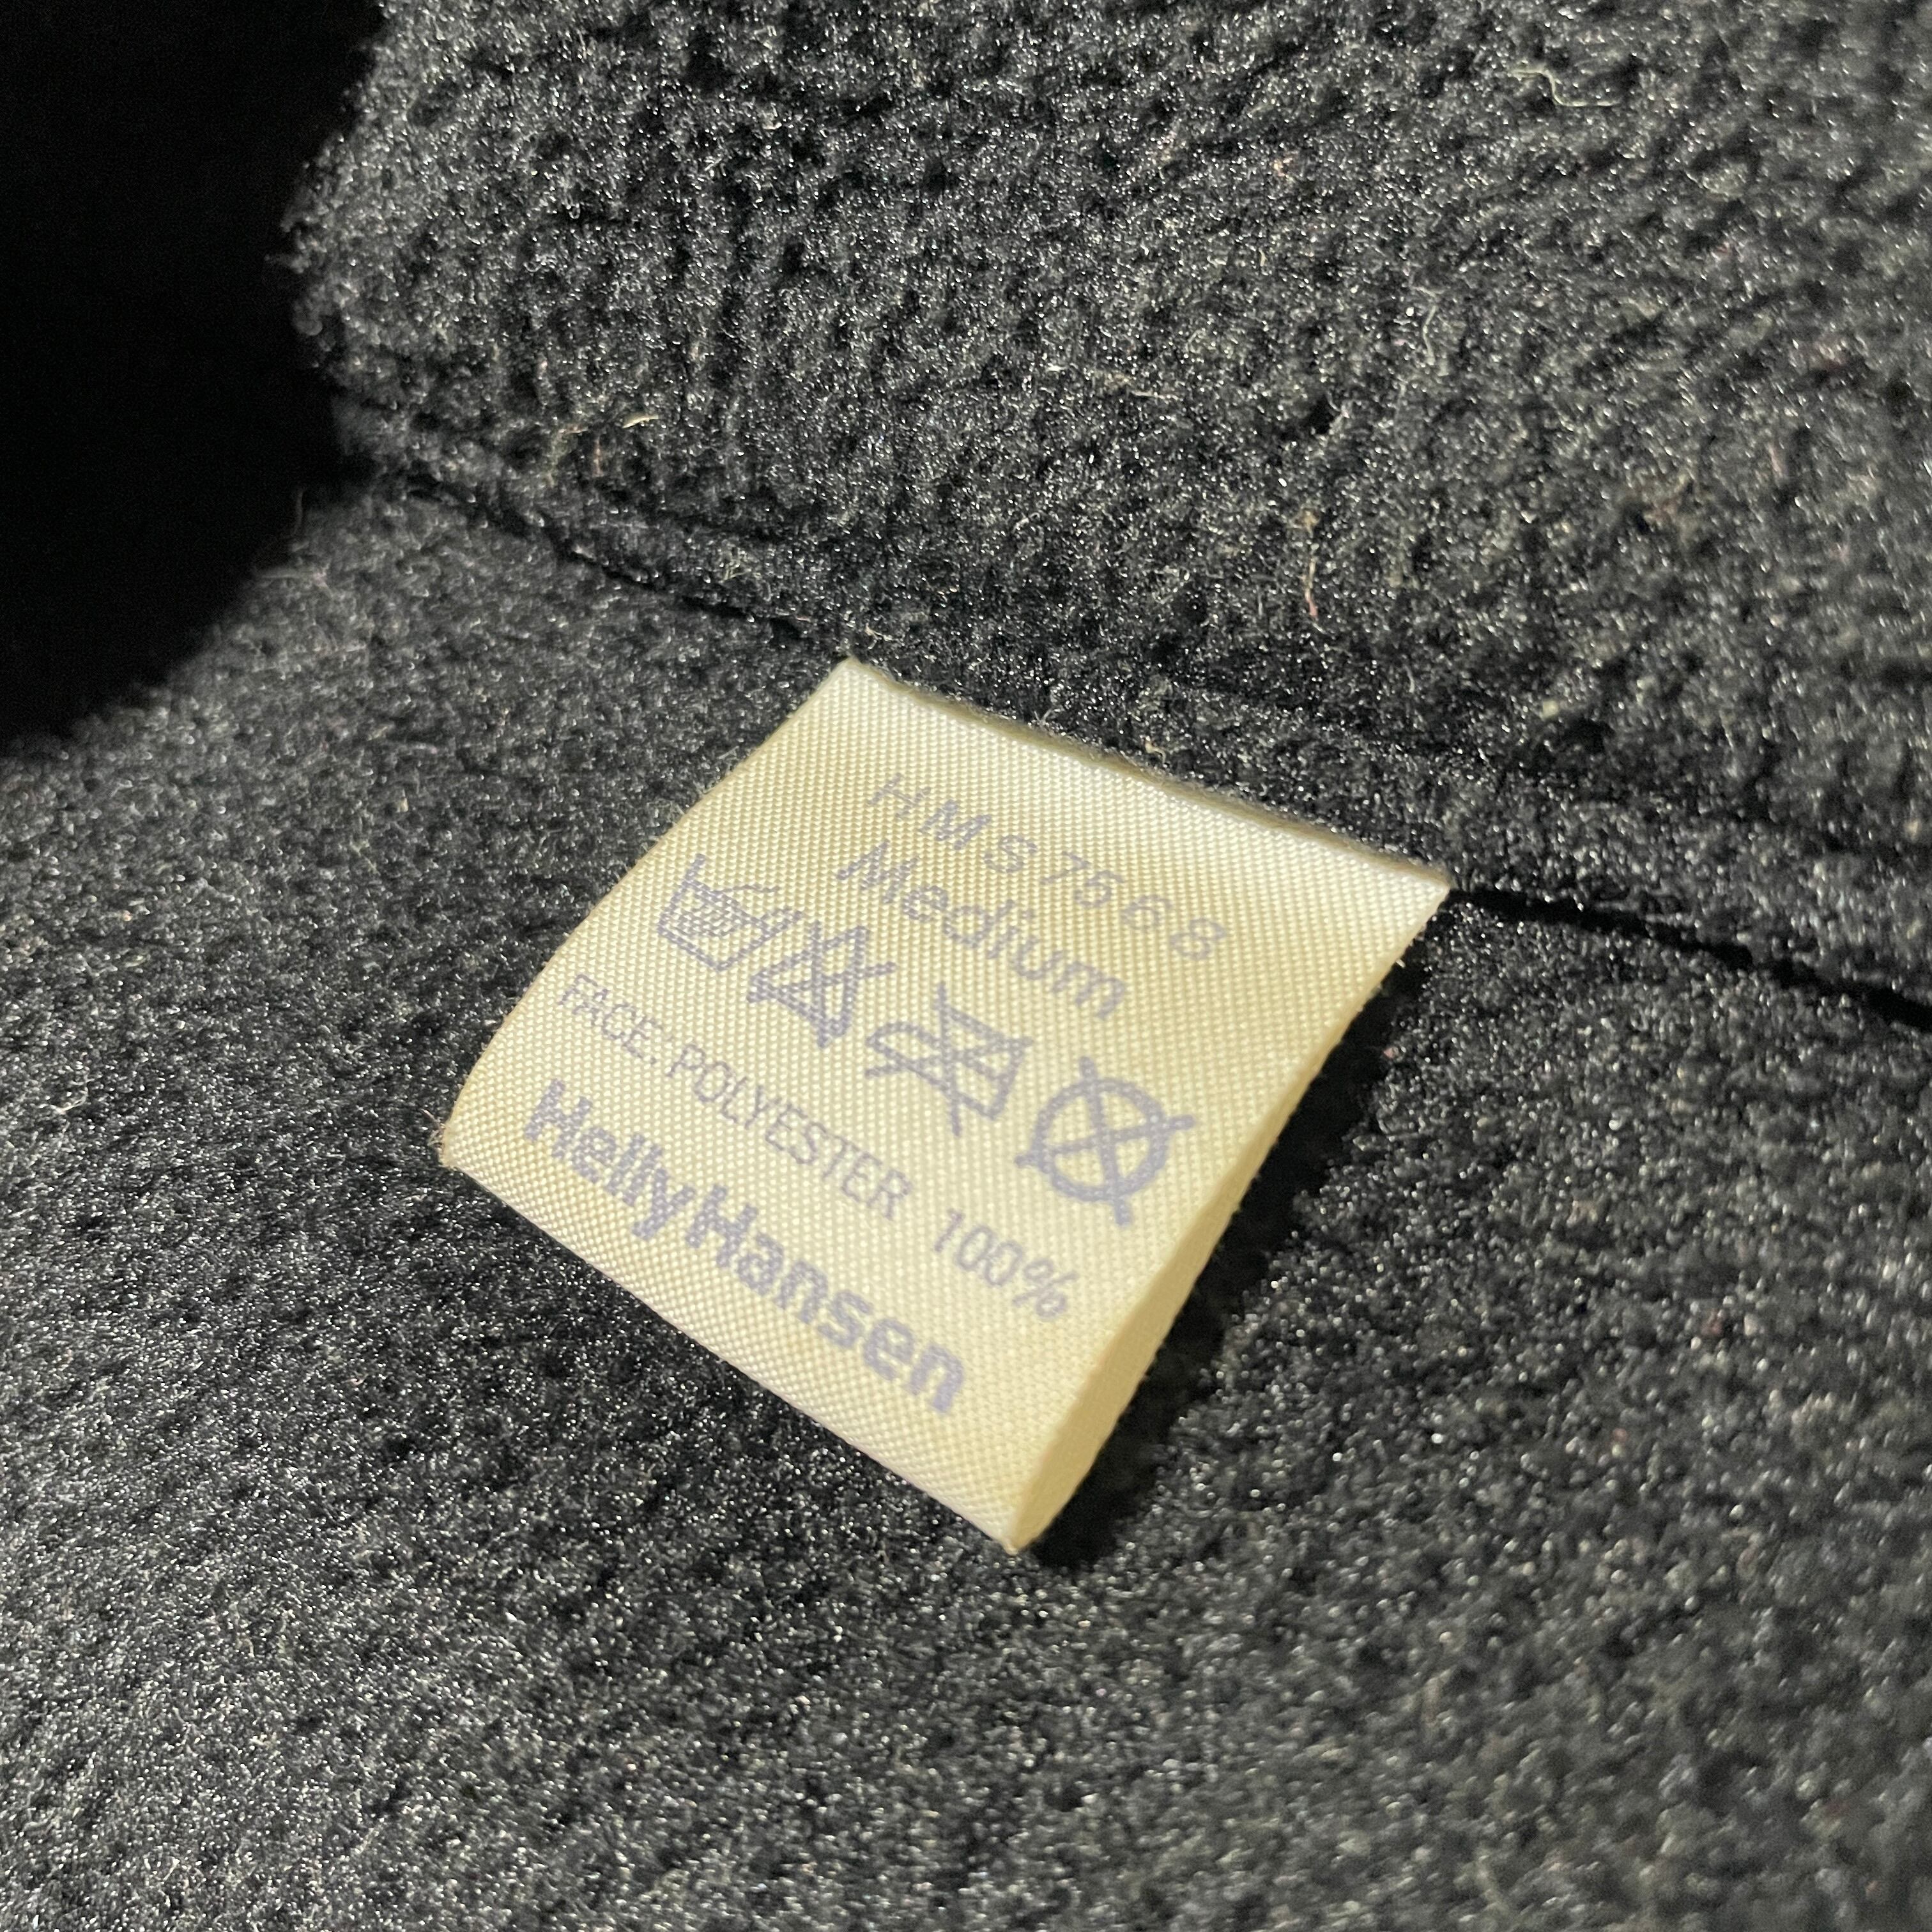 HMS7568
Medium
FACE: POLYESTER 100%
Helly Hansen